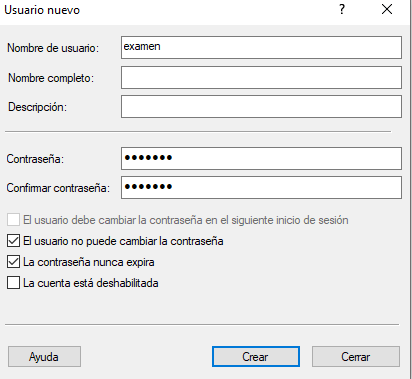 Usuario nuevo ?
Nombre de usuario: examen
Nombre completo:
Descripción:
Contraseña: •••••••
Confirmar contraseña: •••••••
El usuario debe cambiar la contraseña en el siguiente inicio de sesión
El usuario no puede cambiar la contraseña
La contraseña nunca expira
La cuenta está deshabilitada
Ayuda Crear Cerrar